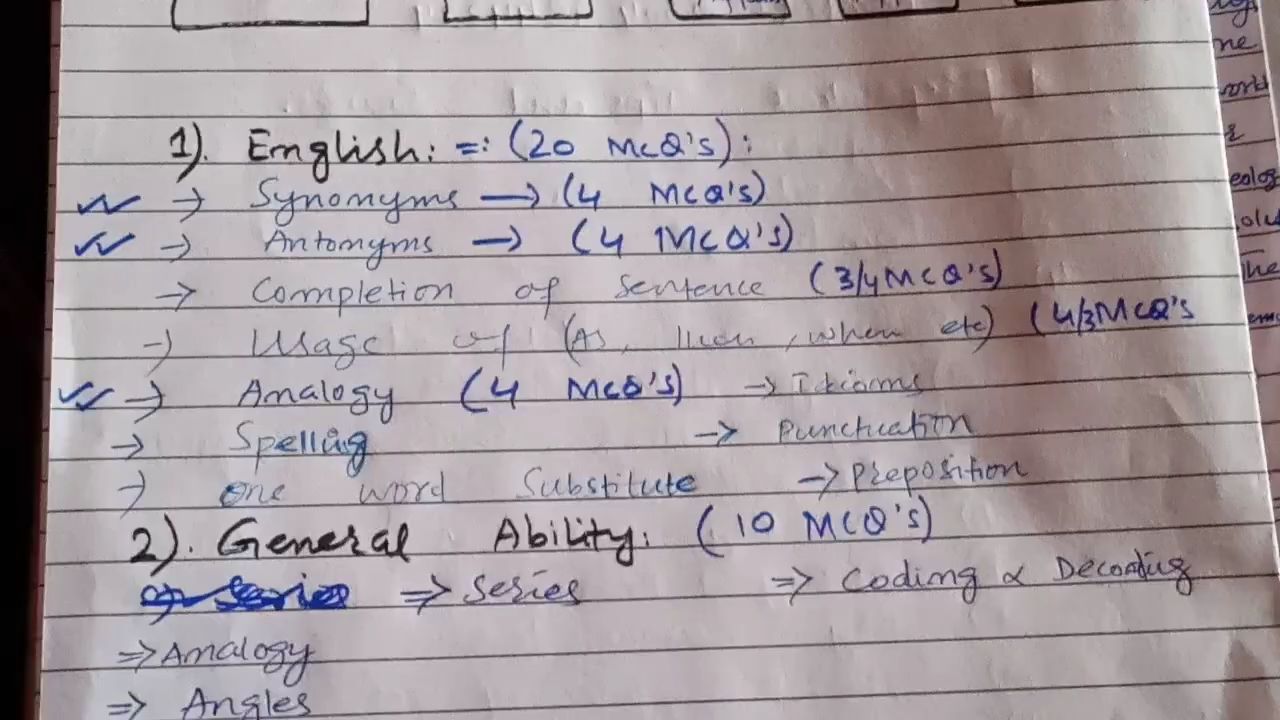 1). English: =: (20 MCQ's):
→ Synonyms → (4 MCQ's)
→ Antonyms → (4 MCQ's)
→ Completion of Sentence (3/4 MCQ's)
→ Usage of (As, , when etc) (4/3 MCQ's
→ Analogy (4 MCQ's) → Idioms
→ Spelling → Punctuation
→ One word Substitute → Preposition
2). General Ability: (10 MCQ's)
⇒ Series ⇒ Coding & Decoding
⇒ Analogy
⇒ Angles